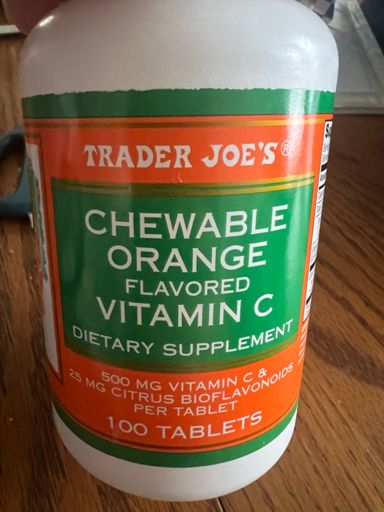 TRADER JOE'S®
CHEWABLE
ORANGE
FLAVORED
VITAMIN C
DIETARY SUPPLEMENT
500 MG VITAMIN C &
25 MG CITRUS BIOFLAVONOIDS
PER TABLET
100 TABLETS